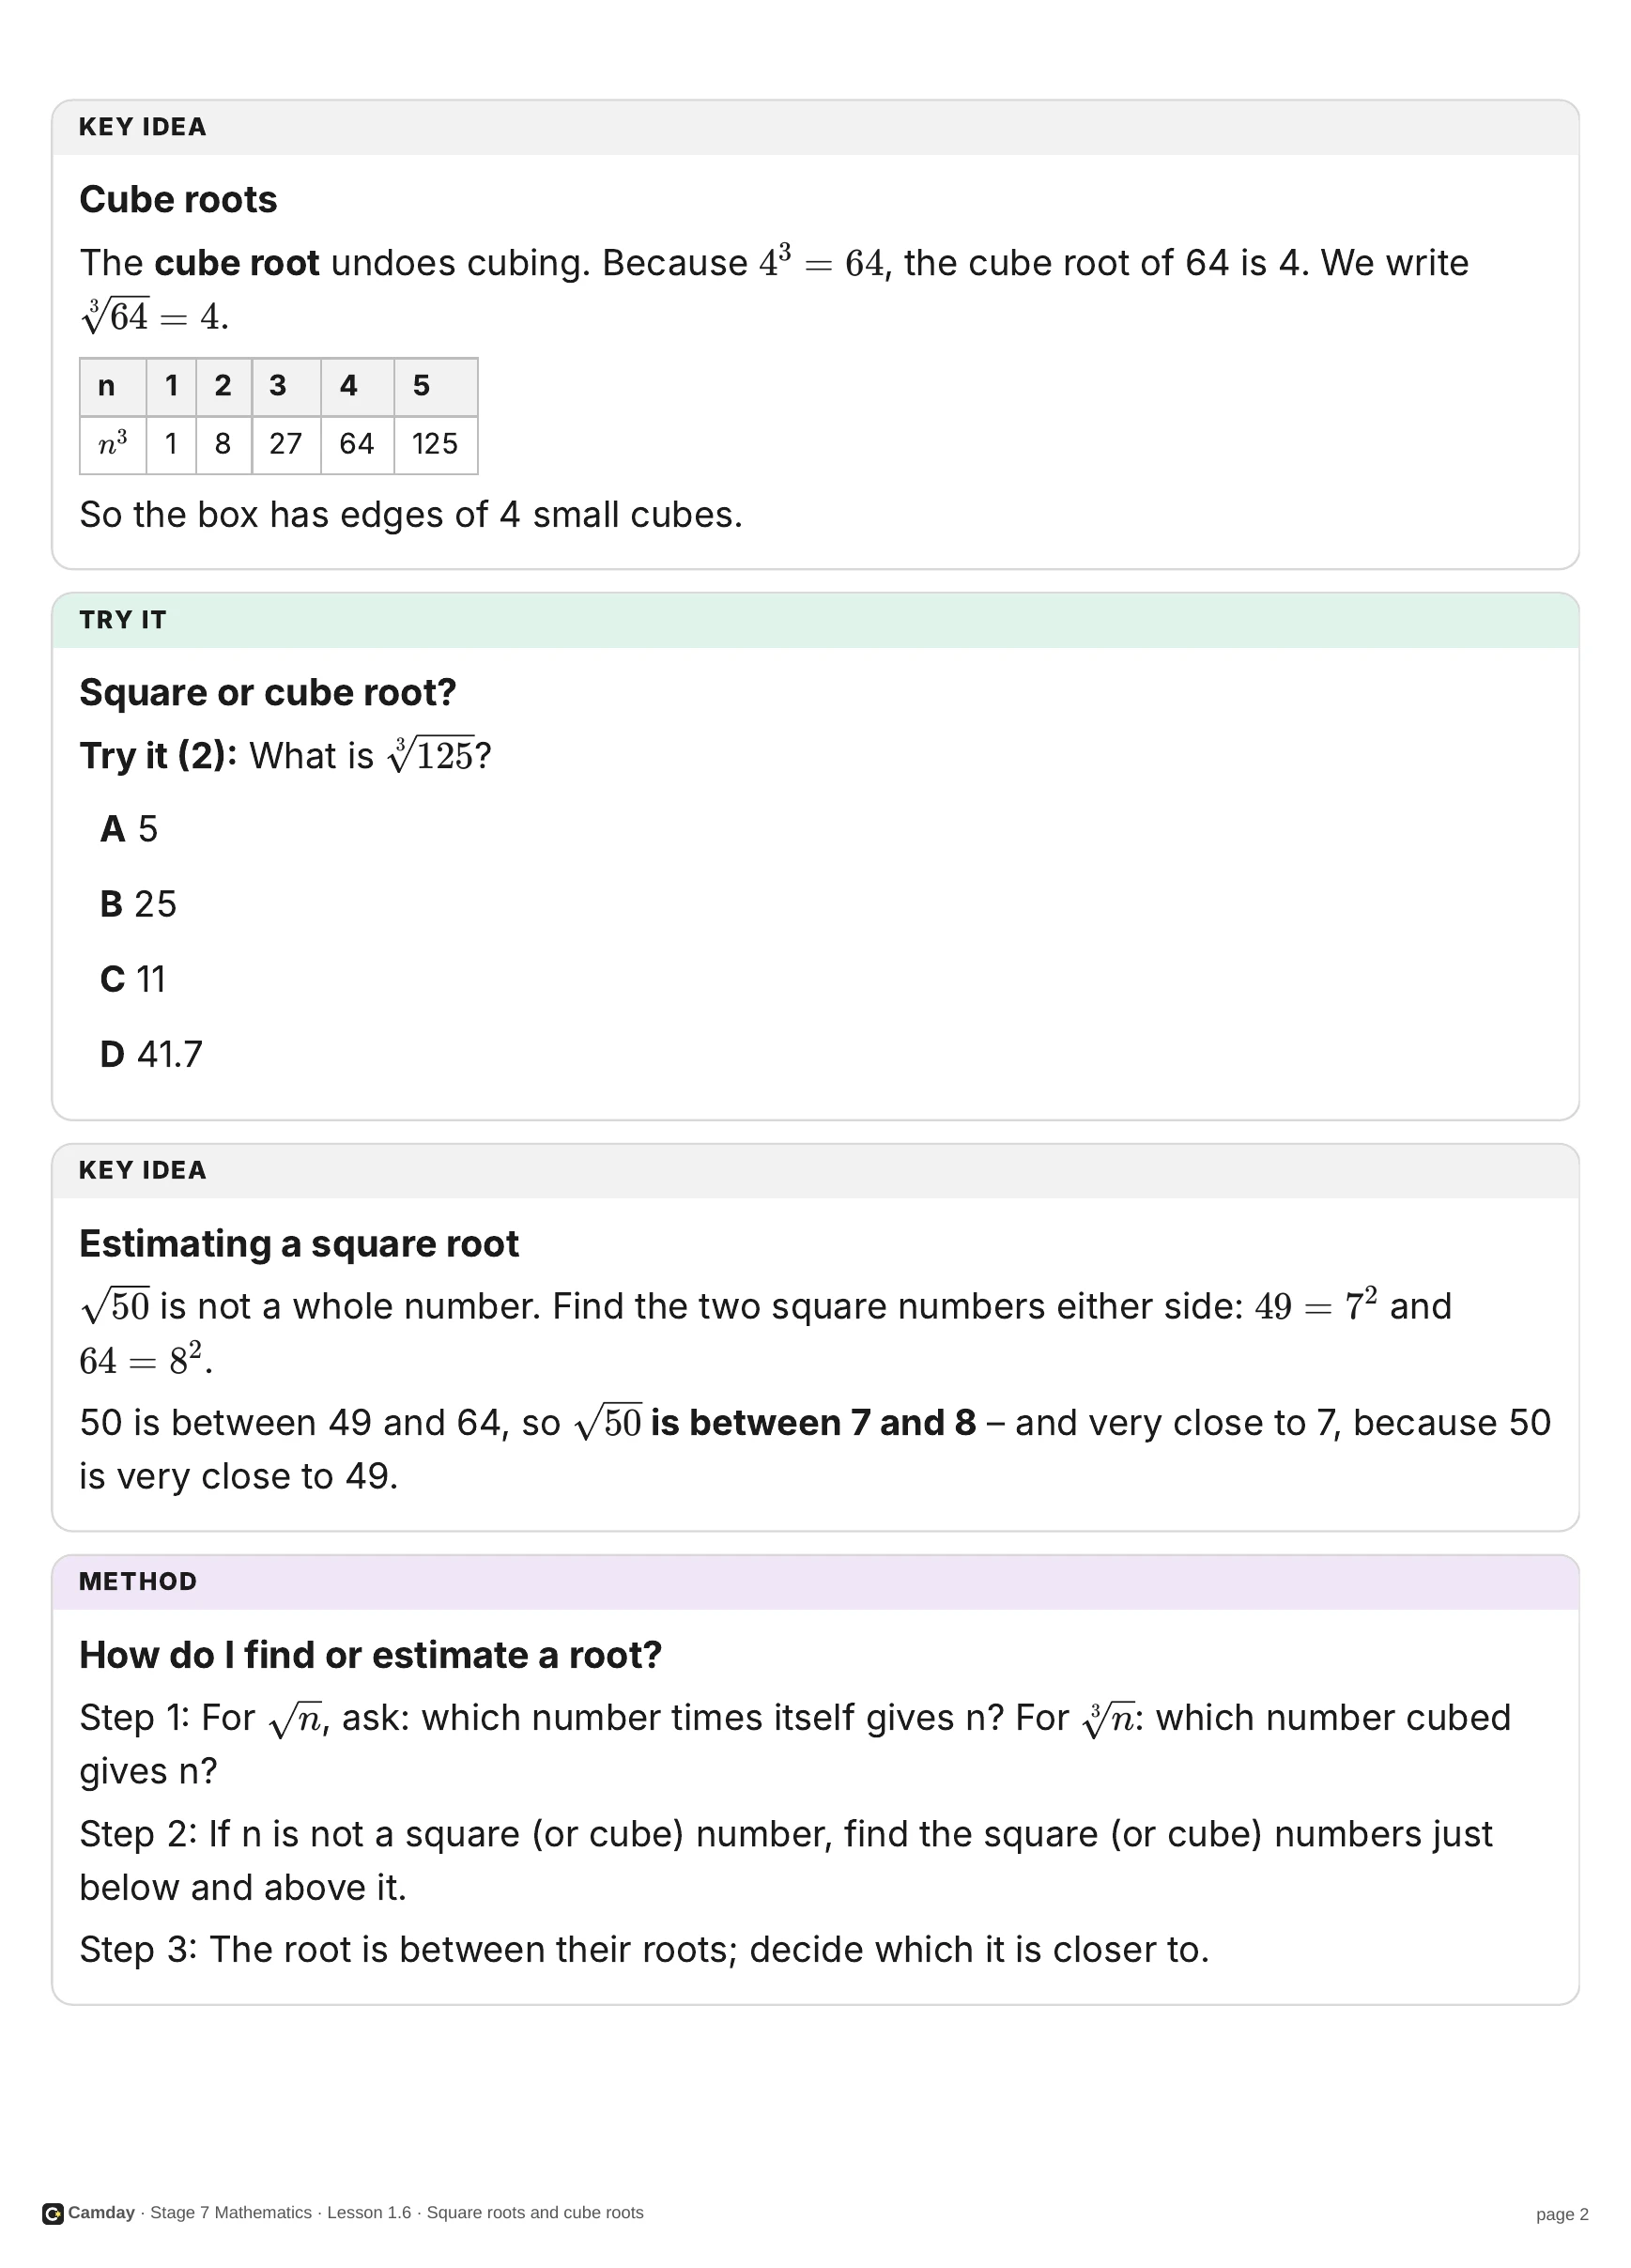 KEY IDEA
Cube roots
The cube root undoes cubing. Because 4³ = 64, the cube root of 64 is 4. We write
∛64 = 4.
n 1 2 3 4 5
n³ 1 8 27 64 125
So the box has edges of 4 small cubes.
TRY IT
Square or cube root?
Try it (2): What is ∛125?
A 5
B 25
C 11
D 41.7
KEY IDEA
Estimating a square root
√50 is not a whole number. Find the two square numbers either side: 49 = 7² and
64 = 8².
50 is between 49 and 64, so √50 is between 7 and 8 – and very close to 7, because 50
is very close to 49.
METHOD
How do I find or estimate a root?
Step 1: For √n, ask: which number times itself gives n? For ∛n: which number cubed
gives n?
Step 2: If n is not a square (or cube) number, find the square (or cube) numbers just
below and above it.
Step 3: The root is between their roots; decide which it is closer to.
Camday · Stage 7 Mathematics · Lesson 1.6 · Square roots and cube roots
page 2